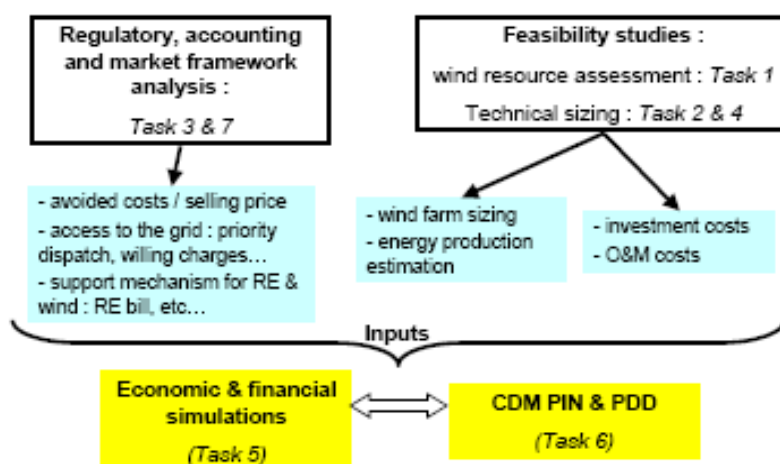 Regulatory, accounting
and market framework
analysis :
Task 3 & 7
Feasibility studies :
wind resource assessment : Task 1
Technical sizing : Task 2 & 4
- avoided costs / selling price
- access to the grid : priority
dispatch, willing charges...
- support mechanism for RE &
wind : RE bill, etc...
- wind farm sizing
- energy production
estimation
- investment costs
- O&M costs
Inputs
Economic & financial
simulations
(Task 5)
CDM PIN & PDD
(Task 6)